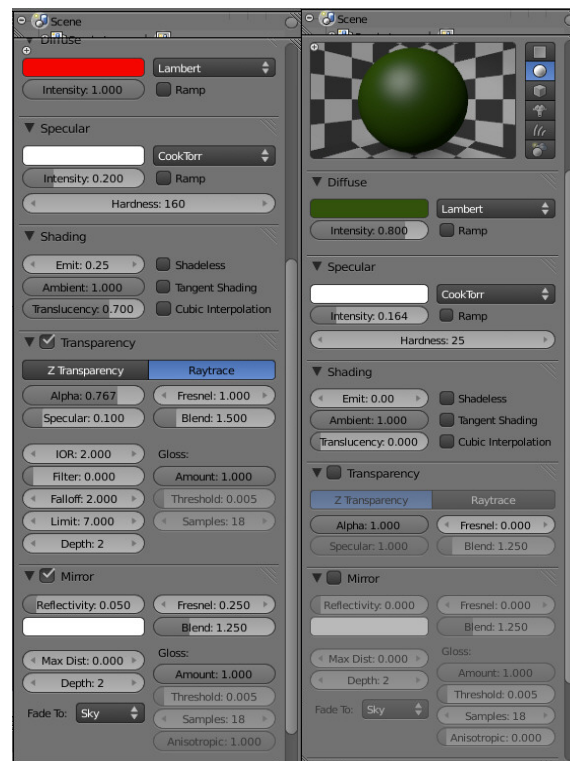 Scene
Diffuse
Lambert
Intensity: 1.000
Ramp
Specular
CookTorr
Intensity: 0.200
Ramp
Hardness: 160
Shading
Emit: 0.25
Shadeless
Ambient: 1.000
Tangent Shading
Translucency: 0.700
Cubic Interpolation
Transparency
Z Transparency
Raytrace
Alpha: 0.767
Fresnel: 1.000
Specular: 0.100
Blend: 1.500
IOR: 2.000
Gloss:
Filter: 0.000
Amount: 1.000
Falloff: 2.000
Threshold: 0.005
Limit: 7.000
Samples: 18
Depth: 2
Mirror
Reflectivity: 0.050
Fresnel: 0.250
Blend: 1.250
Gloss:
Max Dist: 0.000
Amount: 1.000
Depth: 2
Threshold: 0.005
Fade To:
Sky
Samples: 18
Anisotropic: 1.000
Scene
Diffuse
Lambert
Intensity: 0.800
Ramp
Specular
CookTorr
Intensity: 0.164
Ramp
Hardness: 25
Shading
Emit: 0.00
Shadeless
Ambient: 1.000
Tangent Shading
Translucency: 0.000
Cubic Interpolation
Transparency
Z Transparency
Raytrace
Alpha: 1.000
Fresnel: 0.000
Specular: 1.000
Blend: 1.250
Mirror
Reflectivity: 0.000
Fresnel: 0.000
Blend: 1.250
Gloss:
Max Dist: 0.000
Amount: 1.000
Depth: 2
Threshold: 0.005
Fade To:
Sky
Samples: 18
Anisotropic: 0.000